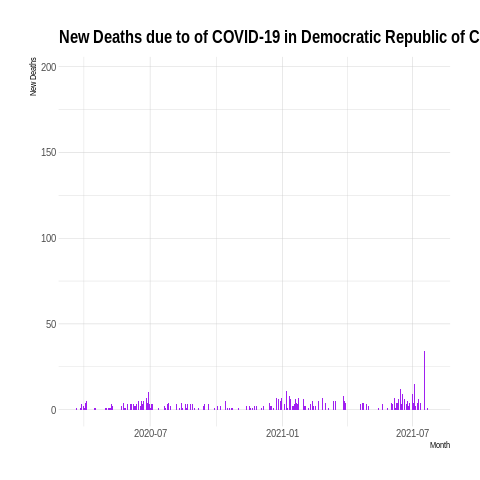 New Deaths due to of COVID-19 in Democratic Republic of C
New Deaths
200
150
100
50
0
2020-07
2021-01
2021-07
Month